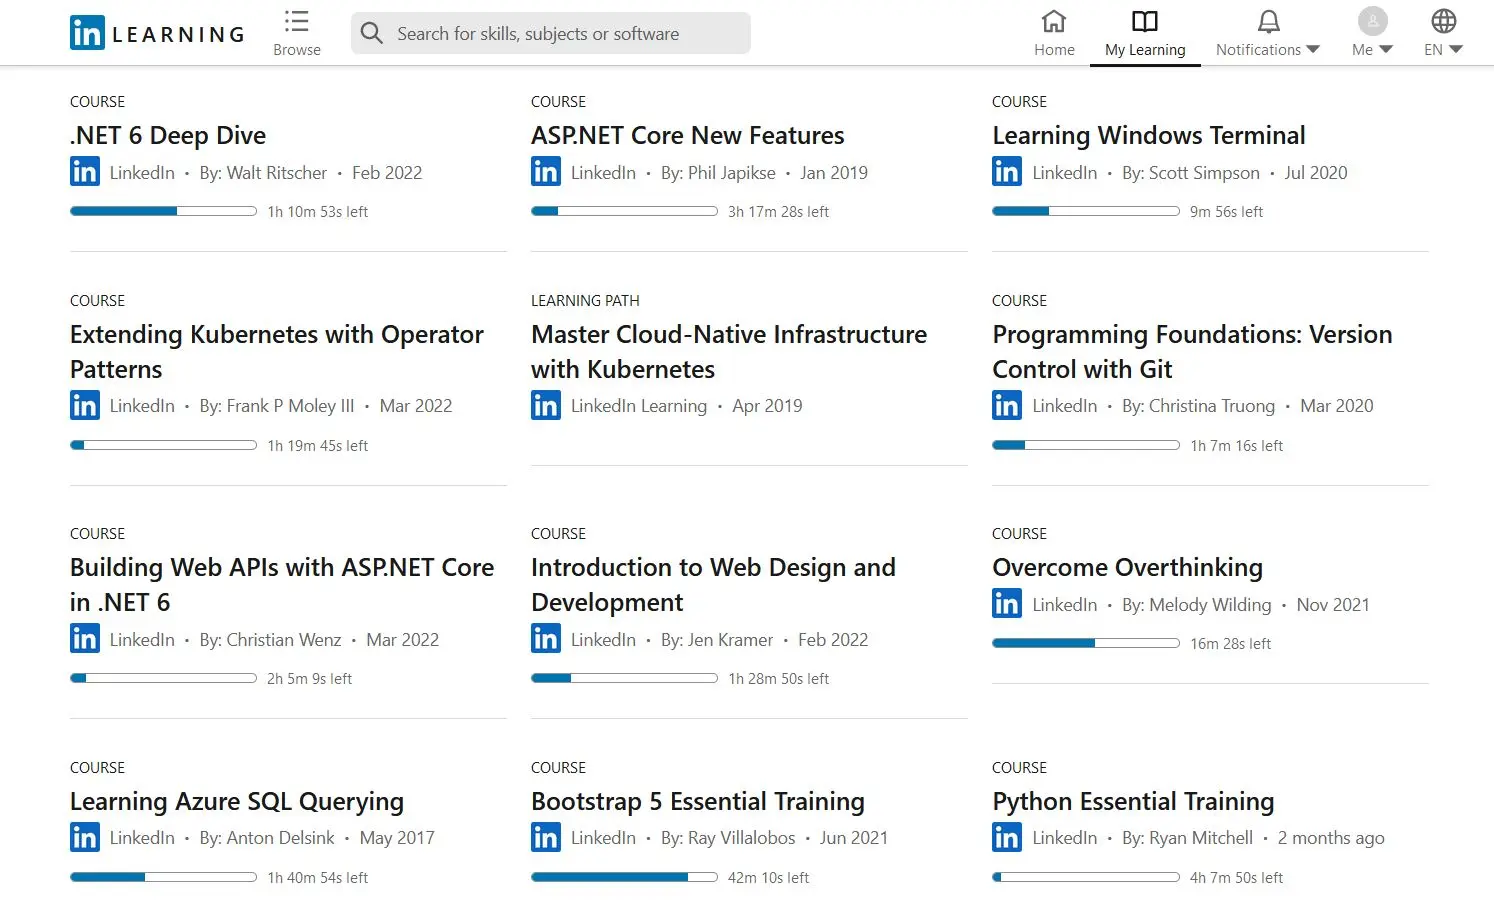 in LEARNING
Browse
Search for skills, subjects or software
Home
My Learning
Notifications
Me
EN
COURSE
.NET 6 Deep Dive
in LinkedIn • By: Walt Ritscher • Feb 2022
1h 10m 53s left
COURSE
ASP.NET Core New Features
in LinkedIn • By: Phil Japikse • Jan 2019
3h 17m 28s left
COURSE
Learning Windows Terminal
in LinkedIn • By: Scott Simpson • Jul 2020
9m 56s left
COURSE
Extending Kubernetes with Operator
Patterns
in LinkedIn • By: Frank P Moley III • Mar 2022
1h 19m 45s left
LEARNING PATH
Master Cloud-Native Infrastructure
with Kubernetes
in LinkedIn Learning • Apr 2019
COURSE
Programming Foundations: Version
Control with Git
in LinkedIn • By: Christina Truong • Mar 2020
1h 7m 16s left
COURSE
Building Web APIs with ASP.NET Core
in .NET 6
in LinkedIn • By: Christian Wenz • Mar 2022
2h 5m 9s left
COURSE
Introduction to Web Design and
Development
in LinkedIn • By: Jen Kramer • Feb 2022
1h 28m 50s left
COURSE
Overcome Overthinking
in LinkedIn • By: Melody Wilding • Nov 2021
16m 28s left
COURSE
Learning Azure SQL Querying
in LinkedIn • By: Anton Delsink • May 2017
1h 40m 54s left
COURSE
Bootstrap 5 Essential Training
in LinkedIn • By: Ray Villalobos • Jun 2021
42m 10s left
COURSE
Python Essential Training
in LinkedIn • By: Ryan Mitchell • 2 months ago
4h 7m 50s left